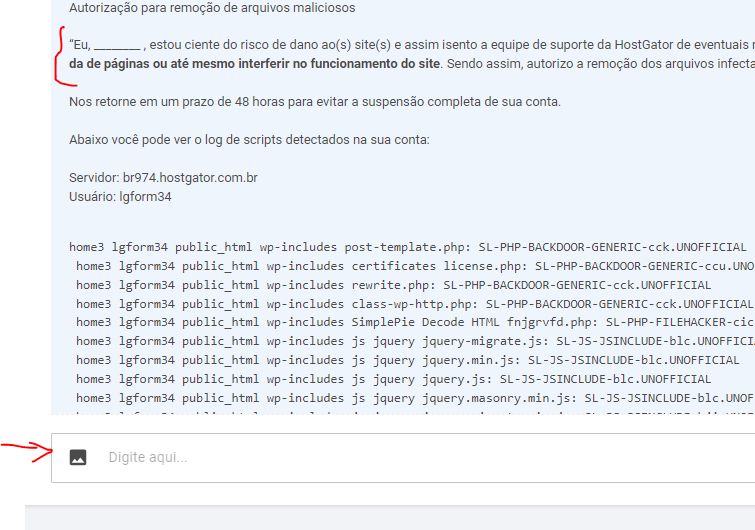 Autorização para remoção de arquivos maliciosos
"Eu, ________ , estou ciente do risco de dano ao(s) site(s) e assim isento a equipe de suporte da HostGator de eventuais
da de páginas ou até mesmo interferir no funcionamento do site. Sendo assim, autorizo a remoção dos arquivos infecta
Nos retorne em um prazo de 48 horas para evitar a suspensão completa de sua conta.
Abaixo você pode ver o log de scripts detectados na sua conta:
Servidor: br974.hostgator.com.br
Usuário: lgform34
home3 lgform34 public_html wp-includes post-template.php: SL-PHP-BACKDOOR-GENERIC-cck.UNOFFICIAL
home3 lgform34 public_html wp-includes certificates license.php: SL-PHP-BACKDOOR-GENERIC-ccu.UNO
home3 lgform34 public_html wp-includes rewrite.php: SL-PHP-BACKDOOR-GENERIC-cck.UNOFFICIAL
home3 lgform34 public_html wp-includes class-wp-http.php: SL-PHP-BACKDOOR-GENERIC-cck.UNOFFICIAL
home3 lgform34 public_html wp-includes SimplePie Decode HTML fnjgrvfd.php: SL-PHP-FILEHACKER-cic
home3 lgform34 public_html wp-includes js jquery jquery-migrate.js: SL-JS-JSINCLUDE-blc.UNOFFICI
home3 lgform34 public_html wp-includes js jquery jquery.min.js: SL-JS-JSINCLUDE-blc.UNOFFICIAL
home3 lgform34 public_html wp-includes js jquery jquery.js: SL-JS-JSINCLUDE-blc.UNOFFICIAL
home3 lgform34 public_html wp-includes js jquery jquery.masonry.min.js: SL-JS-JSINCLUDE-blc.UNOF
Digite aqui...